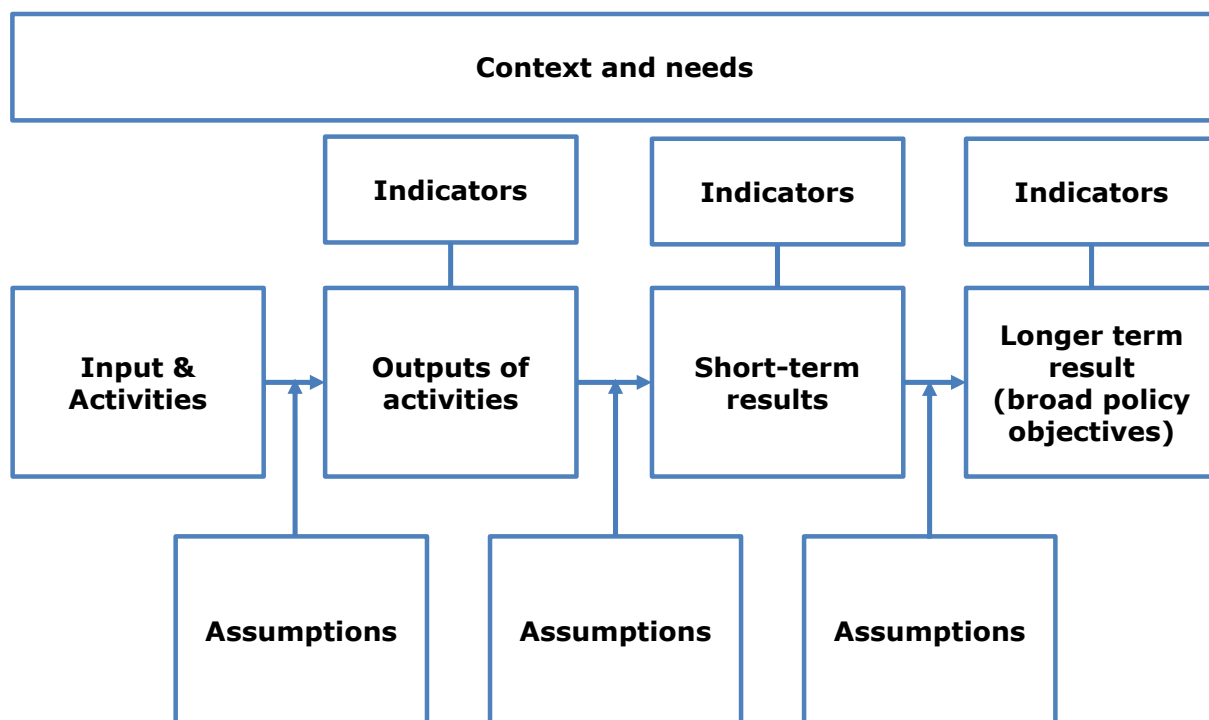 Context and needs
Indicators
Indicators
Indicators
Input &
Activities
Outputs of
activities
Short-term
results
Longer term
result
(broad policy
objectives)
Assumptions
Assumptions
Assumptions